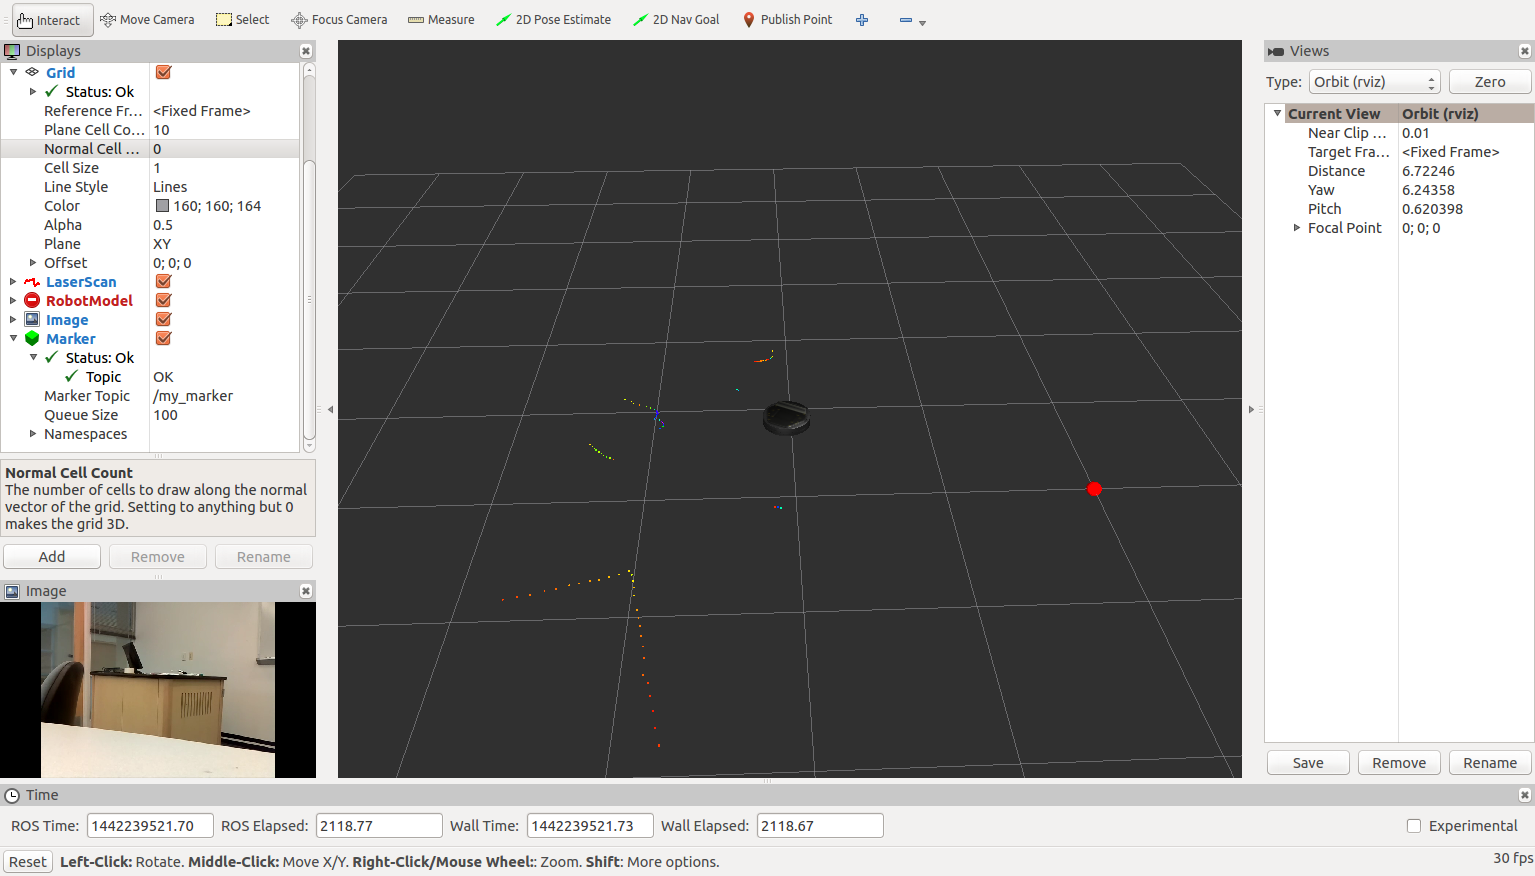 Interact Move Camera Select Focus Camera Measure 2D Pose Estimate 2D Nav Goal Publish Point
Displays
Grid
Status: Ok
Reference Fr... <Fixed Frame>
Plane Cell Co... 10
Normal Cell ... 0
Cell Size 1
Line Style Lines
Color 160; 160; 164
Alpha 0.5
Plane XY
Offset 0; 0; 0
LaserScan
RobotModel
Image
Marker
Status: Ok
Topic OK
Marker Topic /my_marker
Queue Size 100
Namespaces
Normal Cell Count
The number of cells to draw along the normal
vector of the grid. Setting to anything but 0
makes the grid 3D.
Add Remove Rename
Image
Views
Type: Orbit (rviz) Zero
Current View Orbit (rviz)
Near Clip ... 0.01
Target Fra... <Fixed Frame>
Distance 6.72246
Yaw 6.24358
Pitch 0.620398
Focal Point 0; 0; 0
Save Remove Rename
Time
ROS Time: 1442239521.70 ROS Elapsed: 2118.77 Wall Time: 1442239521.73 Wall Elapsed: 2118.67 Experimental
Reset Left-Click: Rotate. Middle-Click: Move X/Y. Right-Click/Mouse Wheel:: Zoom. Shift: More options. 30 fps